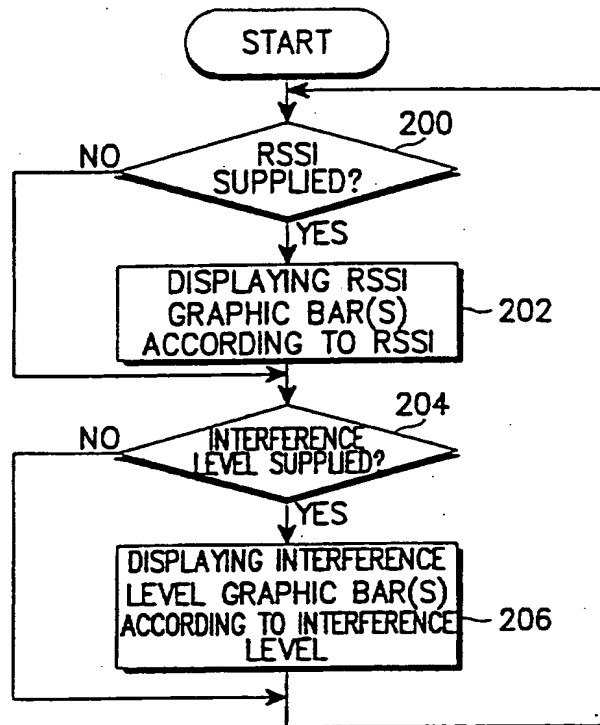 START
200
NO
RSSI
SUPPLIED?
YES
DISPLAYING RSSI
GRAPHIC BAR(S)
ACCORDING TO RSSI
202
204
NO
INTERFERENCE
LEVEL SUPPLIED?
YES
DISPLAYING INTERFERENCE
LEVEL GRAPHIC BAR(S)
ACCORDING TO INTERFERENCE
LEVEL
206